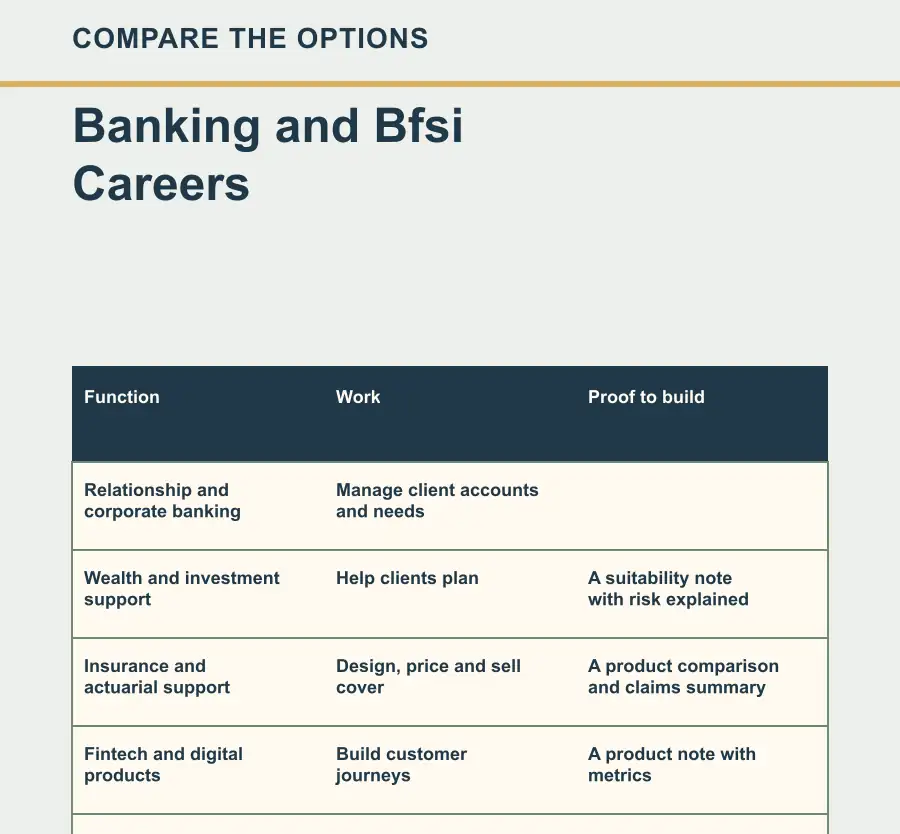 COMPARE THE OPTIONS
Banking and Bfsi
Careers
Function Work Proof to build
Relationship and Manage client accounts
corporate banking and needs
Wealth and investment Help clients plan A suitability note
support with risk explained
Insurance and Design, price and sell A product comparison
actuarial support cover and claims summary
Fintech and digital Build customer A product note with
products journeys metrics